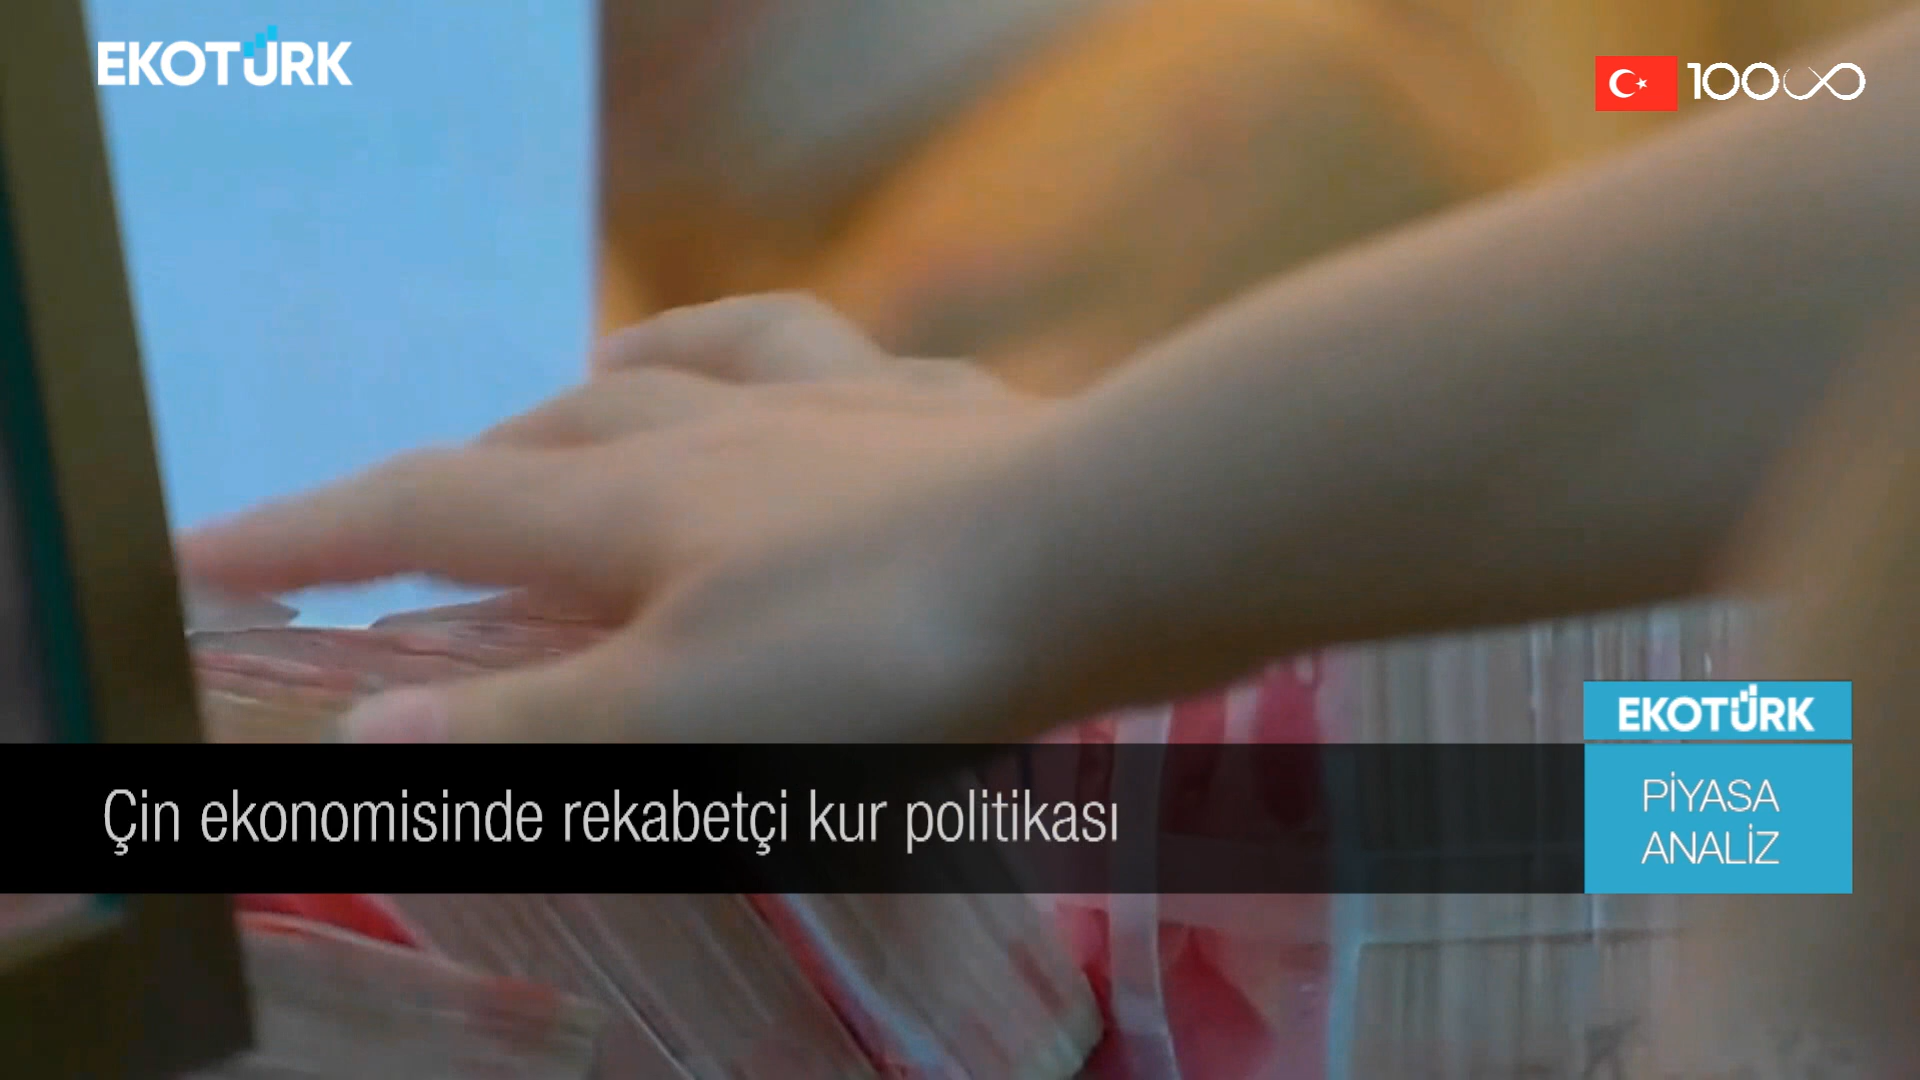 EKOTÜRK
100
EKOTÜRK
Çin ekonomisinde rekabetçi kur politikası
PİYASA
ANALİZ